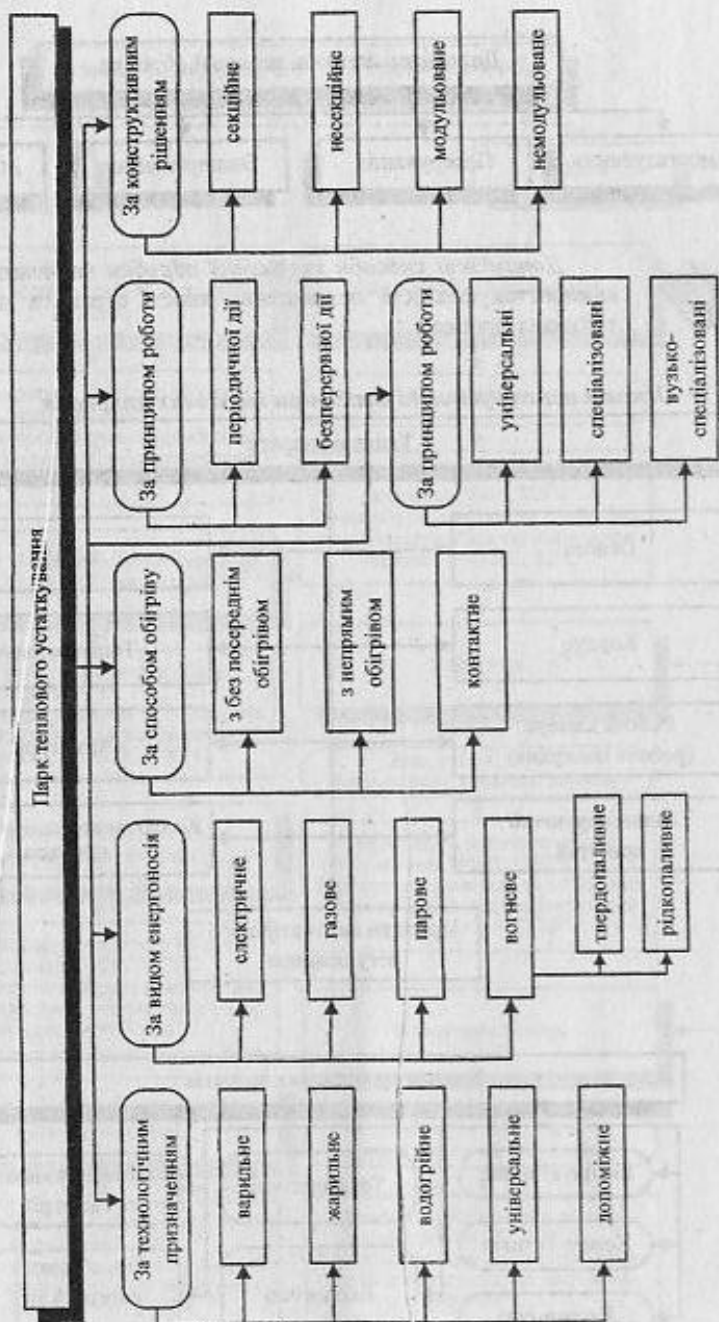 Парк теплового устаткування
За технологічним
призначенням
варильне
жарильне
водогрійне
універсальне
допоміжне
За видом енергоносія
електричне
газове
парове
вогнєве
твердопаливне
рідкопаливне
За способом обігріву
з без посереднім
обігрівом
з непрямим
обігрівом
контактне
За принципом роботи
періодичної дії
безперервної дії
За принципом роботи
універсальні
спеціалізовані
вузько-
спеціалізовані
За конструктивним
рішенням
секційне
несекційне
модульоване
немодульоване